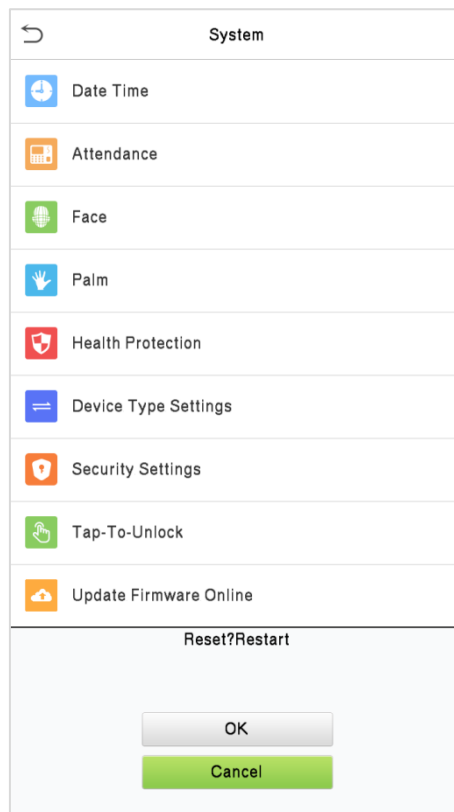 System
Date Time
Attendance
Face
Palm
Health Protection
Device Type Settings
Security Settings
Tap-To-Unlock
Update Firmware Online
Reset?Restart
OK
Cancel